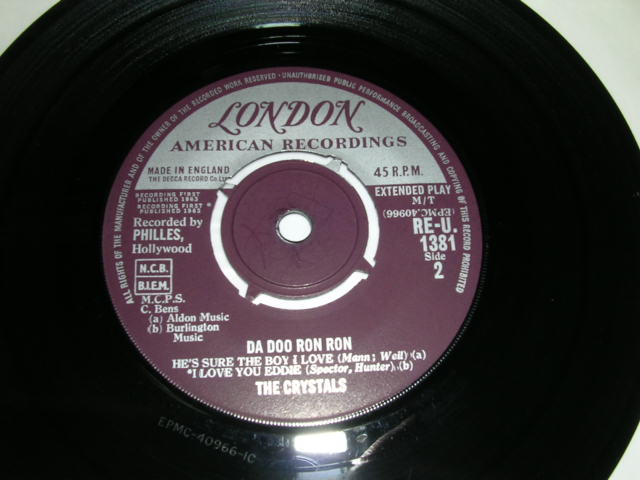 ALL RIGHTS OF THE MANUFACTURER AND OF THE OWNER OF THE RECORDED WORK RESERVED · UNAUTHORISED PUBLIC PERFORMANCE, BROADCASTING AND COPYING OF THIS RECORD PROHIBITED
LONDON
AMERICAN RECORDINGS
MADE IN ENGLAND
THE DECCA RECORD CO. LTD
45 R.P.M.
RECORDING FIRST
PUBLISHED 1963
RECORDING FIRST *
* PUBLISHED 1962
Recorded by
PHILLES,
Hollywood
EXTENDED PLAY
M/T
(EPMC.40966)
RE-U.
1381
Side
2
N.C.B.
B.I.E.M.
M.C.P.S.
C. Bens
(a) Aldon Music
(b) Burlington
Music
DA DOO RON RON
HE'S SURE THE BOY I LOVE (Mann; Weil) (a)
*I LOVE YOU EDDIE (Spector, Hunter) (b)
THE CRYSTALS
EPMC-40966-1C